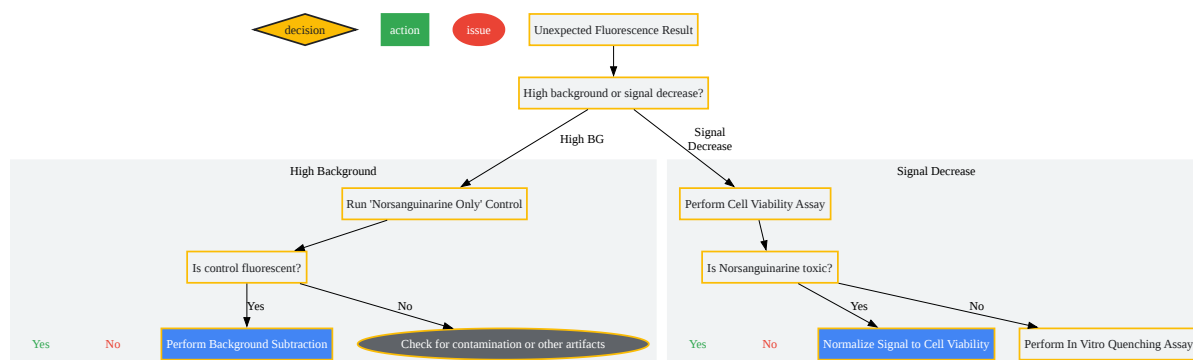 decision
action
issue
Unexpected Fluorescence Result
High background or signal decrease?
High BG
Signal
Decrease
High Background
Run 'Norsanguinarine Only' Control
Is control fluorescent?
Yes
No
Yes
No
Perform Background Subtraction
Check for contamination or other artifacts
Signal Decrease
Perform Cell Viability Assay
Is Norsanguinarine toxic?
Yes
No
Yes
No
Normalize Signal to Cell Viability
Perform In Vitro Quenching Assay